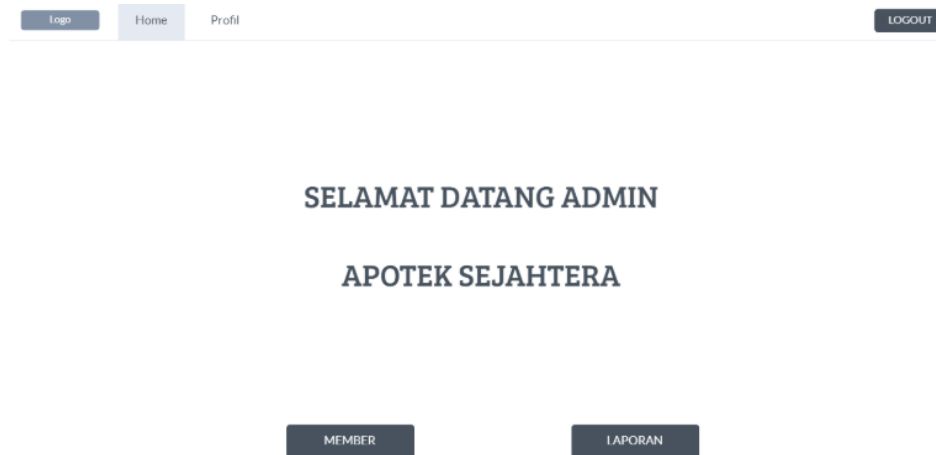 Logo Home Profil LOGOUT
SELAMAT DATANG ADMIN
APOTEK SEJAHTERA
MEMBER LAPORAN